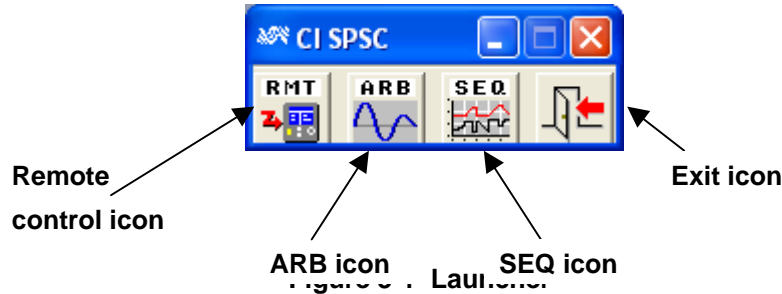 CI SPSC
RMT ARB SEQ
Remote
control icon
Exit icon
ARB icon SEQ icon